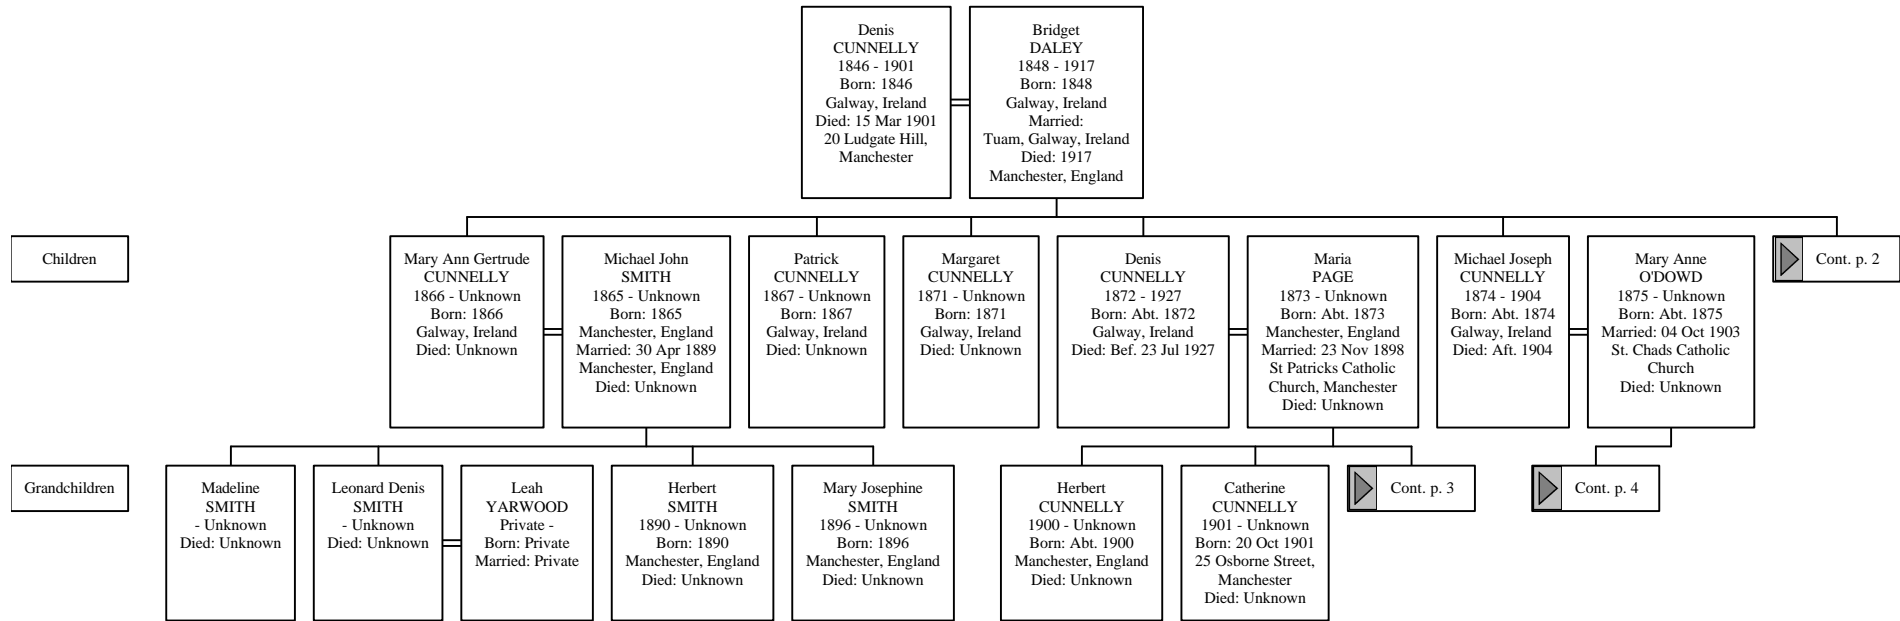 Denis
CUNNELLY
1846 - 1901
Born: 1846
Galway, Ireland
Died: 15 Mar 1901
20 Ludgate Hill,
Manchester
Bridget
DALEY
1848 - 1917
Born: 1848
Galway, Ireland
Married:
Tuam, Galway, Ireland
Died: 1917
Manchester, England
Children
Mary Ann Gertrude
CUNNELLY
1866 - Unknown
Born: 1866
Galway, Ireland
Died: Unknown
Michael John
SMITH
1865 - Unknown
Born: 1865
Manchester, England
Married: 30 Apr 1889
Manchester, England
Died: Unknown
Patrick
CUNNELLY
1867 - Unknown
Born: 1867
Galway, Ireland
Died: Unknown
Margaret
CUNNELLY
1871 - Unknown
Born: 1871
Galway, Ireland
Died: Unknown
Denis
CUNNELLY
1872 - 1927
Born: Abt. 1872
Galway, Ireland
Died: Bef. 23 Jul 1927
Maria
PAGE
1873 - Unknown
Born: Abt. 1873
Manchester, England
Married: 23 Nov 1898
St Patricks Catholic
Church, Manchester
Died: Unknown
Michael Joseph
CUNNELLY
1874 - 1904
Born: Abt. 1874
Galway, Ireland
Died: Aft. 1904
Mary Anne
O'DOWD
1875 - Unknown
Born: Abt. 1875
Married: 04 Oct 1903
St. Chads Catholic
Church
Died: Unknown
Cont. p. 2
Grandchildren
Madeline
SMITH
- Unknown
Died: Unknown
Leonard Denis
SMITH
- Unknown
Died: Unknown
Leah
YARWOOD
Private -
Born: Private
Married: Private
Herbert
SMITH
1890 - Unknown
Born: 1890
Manchester, England
Died: Unknown
Mary Josephine
SMITH
1896 - Unknown
Born: 1896
Manchester, England
Died: Unknown
Herbert
CUNNELLY
1900 - Unknown
Born: Abt. 1900
Manchester, England
Died: Unknown
Catherine
CUNNELLY
1901 - Unknown
Born: 20 Oct 1901
25 Osborne Street,
Manchester
Died: Unknown
Cont. p. 3
Cont. p. 4